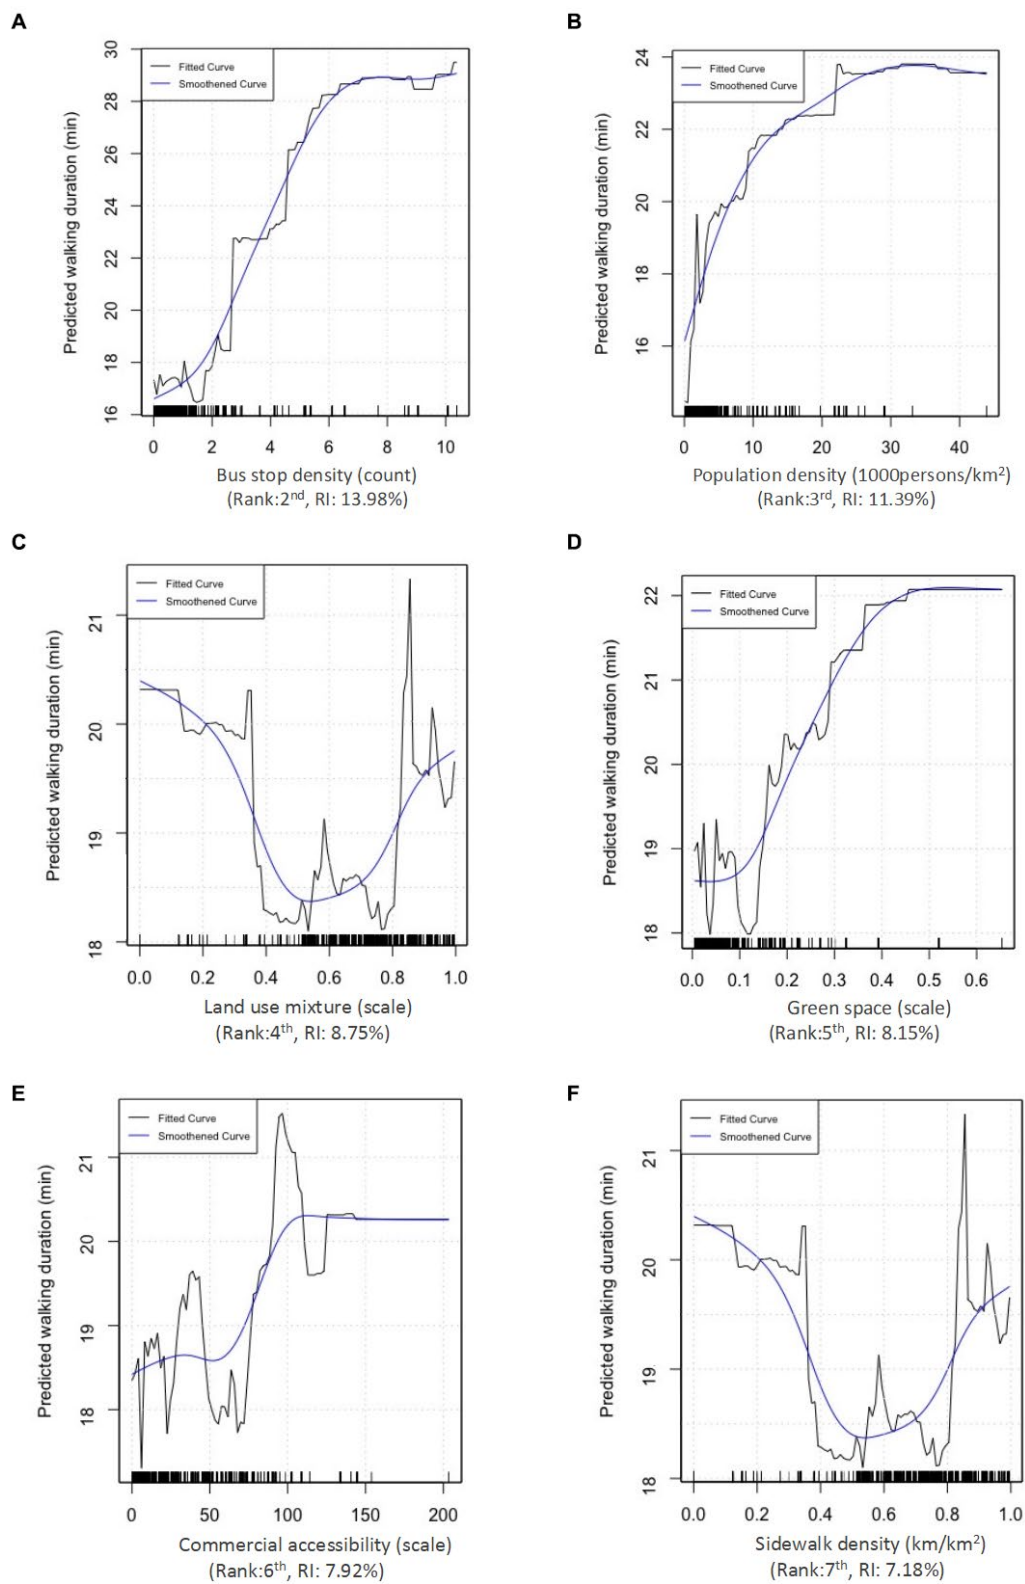 A
Predicted walking duration (min)
30
28
26
24
22
20
18
16
Fitted Curve
Smoothened Curve
0 2 4 6 8 10
Bus stop density (count)
(Rank:2nd, RI: 13.98%)
B
Predicted walking duration (min)
24
22
20
18
16
Fitted Curve
Smoothened Curve
0 10 20 30 40
Population density (1000persons/km²)
(Rank:3rd, RI: 11.39%)
C
Predicted walking duration (min)
21
20
19
18
Fitted Curve
Smoothened Curve
0.0 0.2 0.4 0.6 0.8 1.0
Land use mixture (scale)
(Rank:4th, RI: 8.75%)
D
Predicted walking duration (min)
22
21
20
19
18
Fitted Curve
Smoothened Curve
0.0 0.1 0.2 0.3 0.4 0.5 0.6
Green space (scale)
(Rank:5th, RI: 8.15%)
E
Predicted walking duration (min)
21
20
19
18
Fitted Curve
Smoothened Curve
0 50 100 150 200
Commercial accessibility (scale)
(Rank:6th, RI: 7.92%)
F
Predicted walking duration (min)
21
20
19
18
Fitted Curve
Smoothened Curve
0.0 0.2 0.4 0.6 0.8 1.0
Sidewalk density (km/km²)
(Rank:7th, RI: 7.18%)